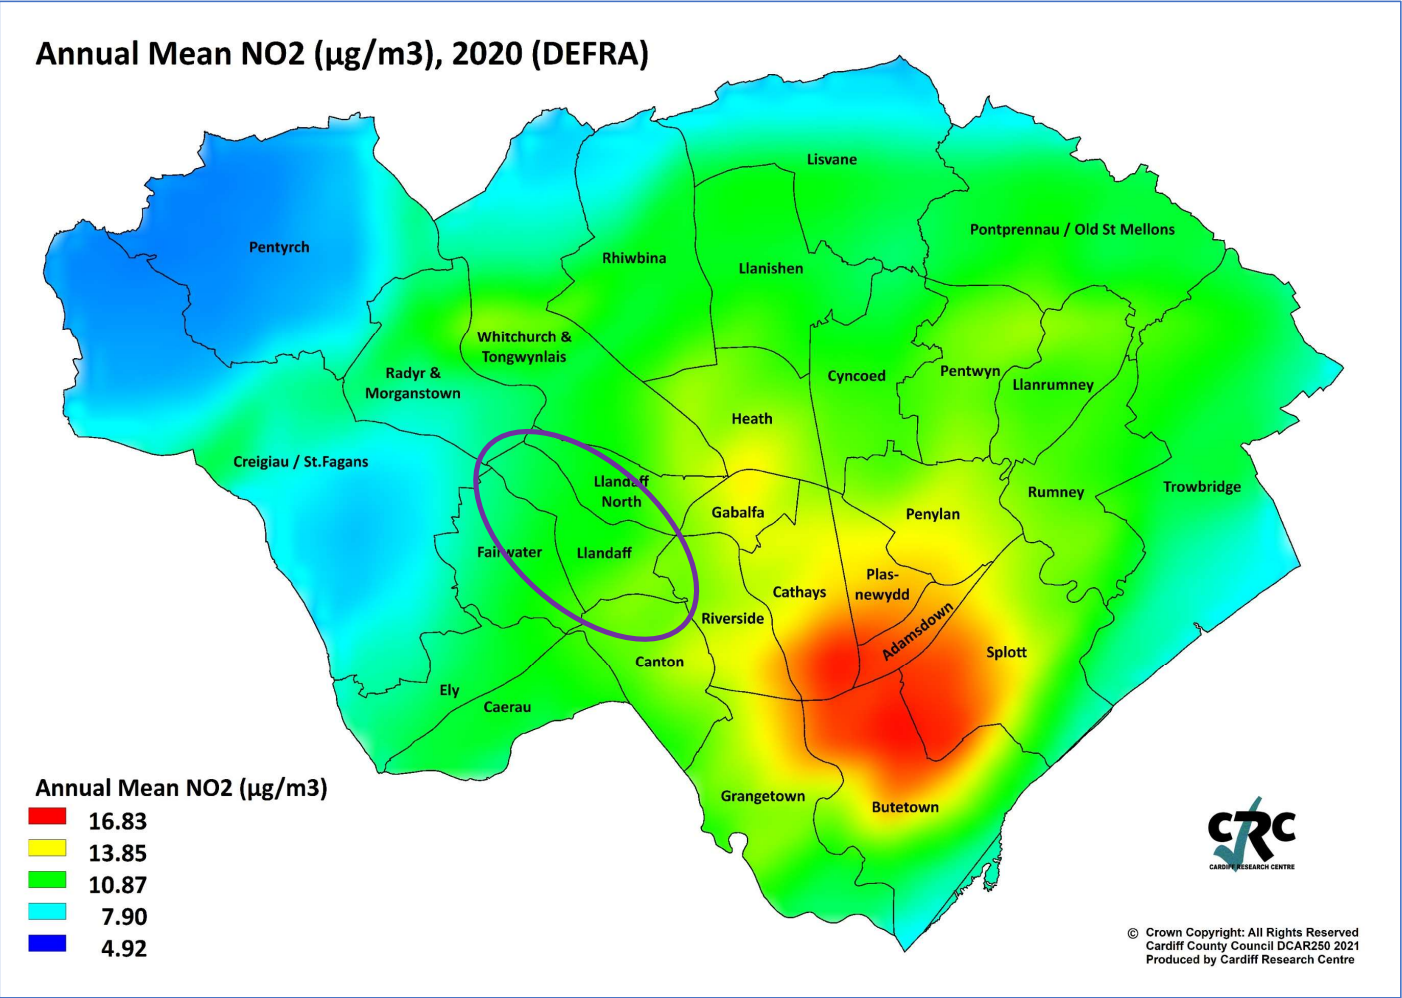 Annual Mean NO2 (µg/m3), 2020 (DEFRA)
Lisvane
Pontprennau / Old St Mellons
Pentyrch
Rhiwbina
Llanishen
Whitchurch &
Tongwynlais
Radyr &
Morganstown
Cyncoed
Pentwyn
Llanrumney
Heath
Creigiau / St.Fagans
Llandaff
North
Rumney
Trowbridge
Gabalfa
Penylan
Fairwater
Llandaff
Plas-
newydd
Cathays
Riverside
Adamsdown
Splott
Canton
Ely
Caerau
Grangetown
Butetown
Annual Mean NO2 (µg/m3)
16.83
13.85
10.87
7.90
4.92
CRC
CARDIFF RESEARCH CENTRE
© Crown Copyright: All Rights Reserved
Cardiff County Council DCAR250 2021
Produced by Cardiff Research Centre